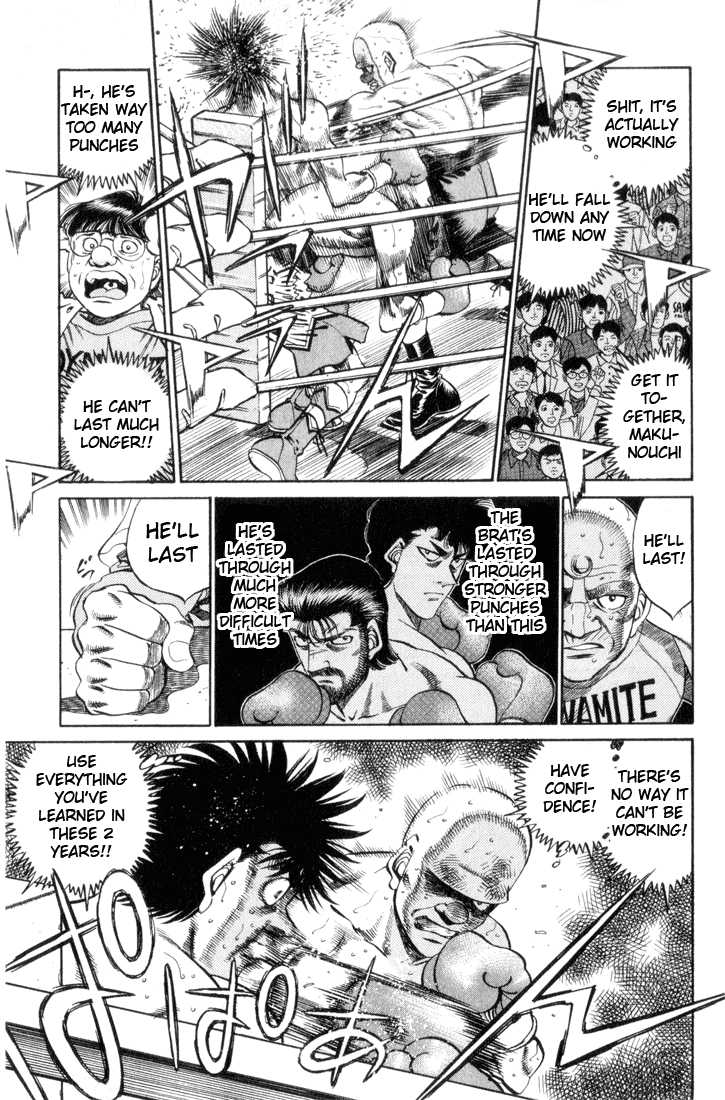 SHIT, IT'S
ACTUALLY
WORKING
HE'LL FALL
DOWN ANY
TIME NOW
GET IT
TO-
GETHER,
MAKU-
NOUCHI
H-, HE'S
TAKEN WAY
TOO MANY
PUNCHES
HE CAN'T
LAST MUCH
LONGER!!
HE'LL
LAST!
NAMITE
THE
BRAT'S
LASTED
THROUGH
STRONGER
PUNCHES
THAN THIS
HE'S
LASTED
THROUGH
MUCH
MORE
DIFFICULT
TIMES
HE'LL
LAST
THERE'S
NO WAY IT
CAN'T BE
WORKING!
HAVE
CONFI-
DENCE!
USE
EVERYTHING
YOU'VE
LEARNED IN
THESE 2
YEARS!!